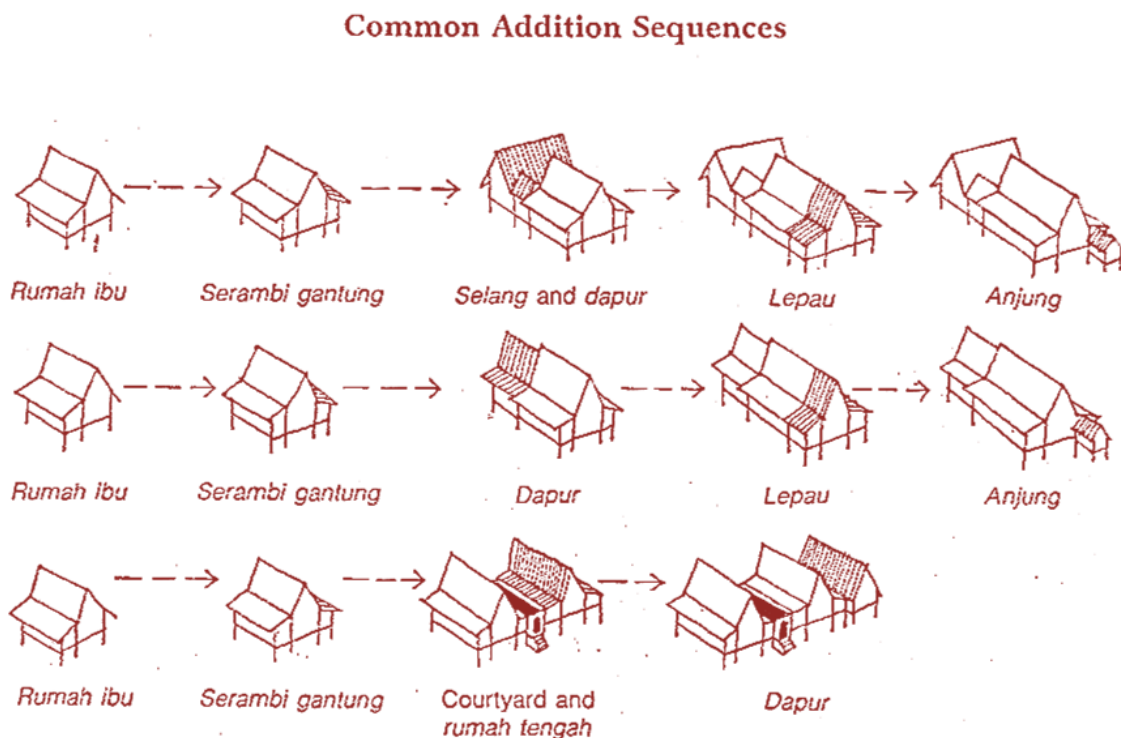 Common Addition Sequences
Rumah ibu
Serambi gantung
Selang and dapur
Lepau
Anjung
Rumah ibu
Serambi gantung
Dapur
Lepau
Anjung
Rumah ibu
Serambi gantung
Courtyard and
rumah tengah
Dapur